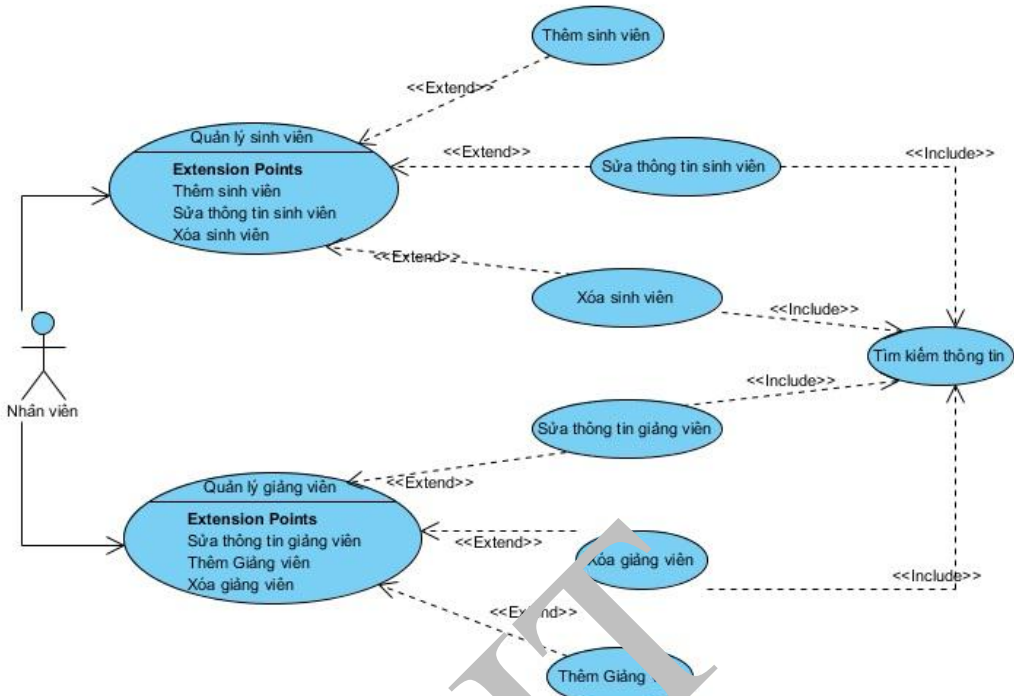 Thêm sinh viên
<<Extend>>
Quản lý sinh viên
Extension Points
Thêm sinh viên
Sửa thông tin sinh viên
Xóa sinh viên
<<Extend>>
Sửa thông tin sinh viên
<<Include>>
<<Extend>>
Xóa sinh viên
<<Include>>
Tìm kiếm thông tin
Nhân viên
<<Include>>
Sửa thông tin giảng viên
<<Extend>>
Quản lý giảng viên
Extension Points
Sửa thông tin giảng viên
Thêm Giảng viên
Xóa giảng viên
<<Extend>>
Xóa giảng viên
<<Include>>
<<Extend>>
Thêm Giảng